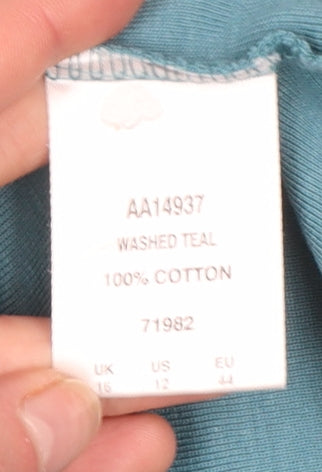 AA14937
WASHED TEAL
100% COTTON
71982
UK US EU
16 12 44